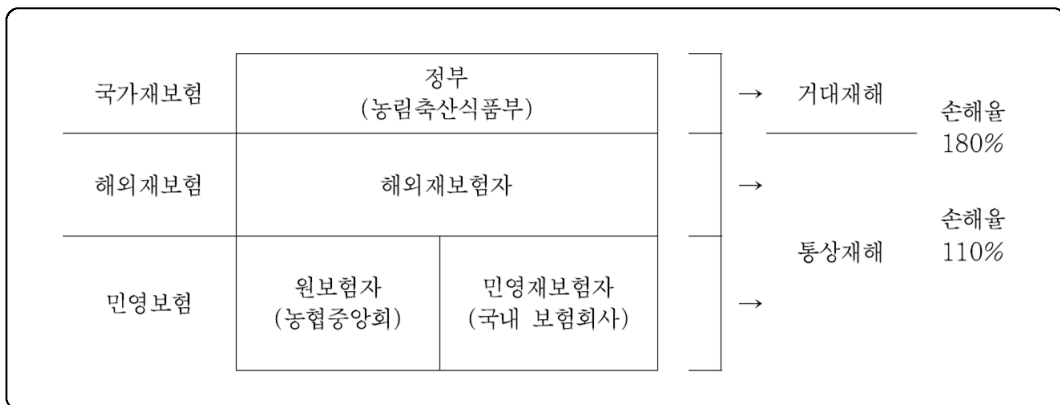 국가재보험
정부
(농림축산식품부)
→ 거대재해
손해율
180%
해외재보험
해외재보험자
→
손해율
110%
통상재해
민영보험
원보험자
(농협중앙회)
민영재보험자
(국내 보험회사)
→